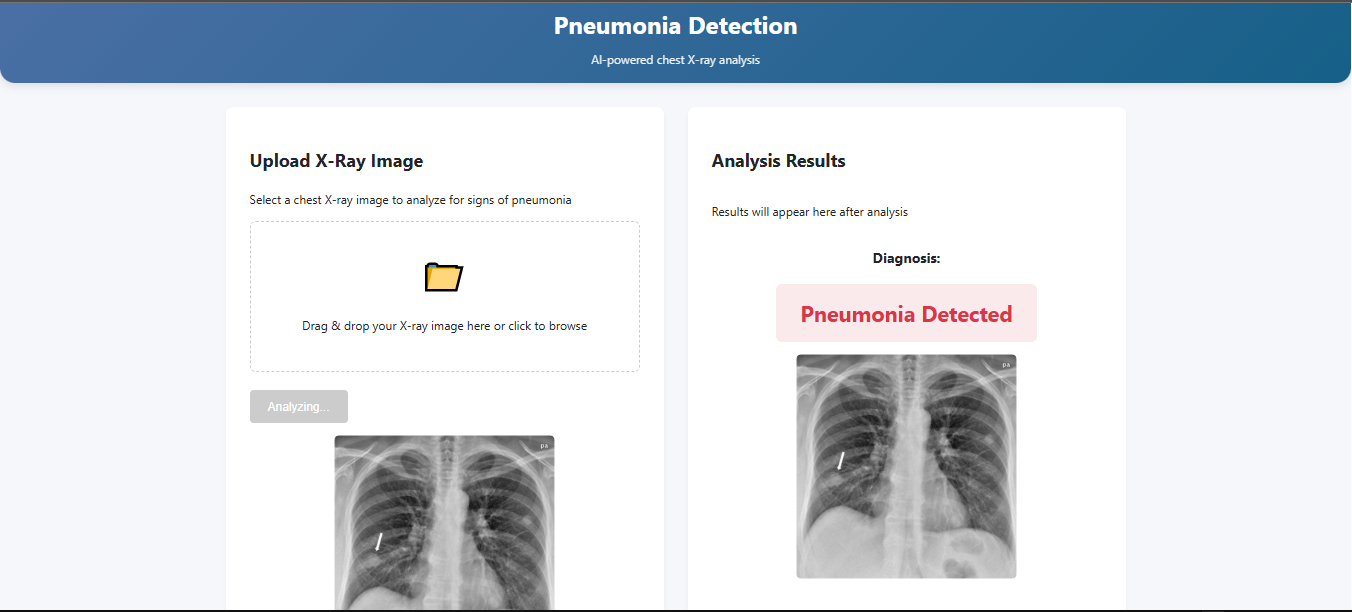 Pneumonia Detection
AI-powered chest X-ray analysis
Upload X-Ray Image
Select a chest X-ray image to analyze for signs of pneumonia
Drag & drop your X-ray image here or click to browse
Analyzing...
pa
Analysis Results
Results will appear here after analysis
Diagnosis:
Pneumonia Detected
pa